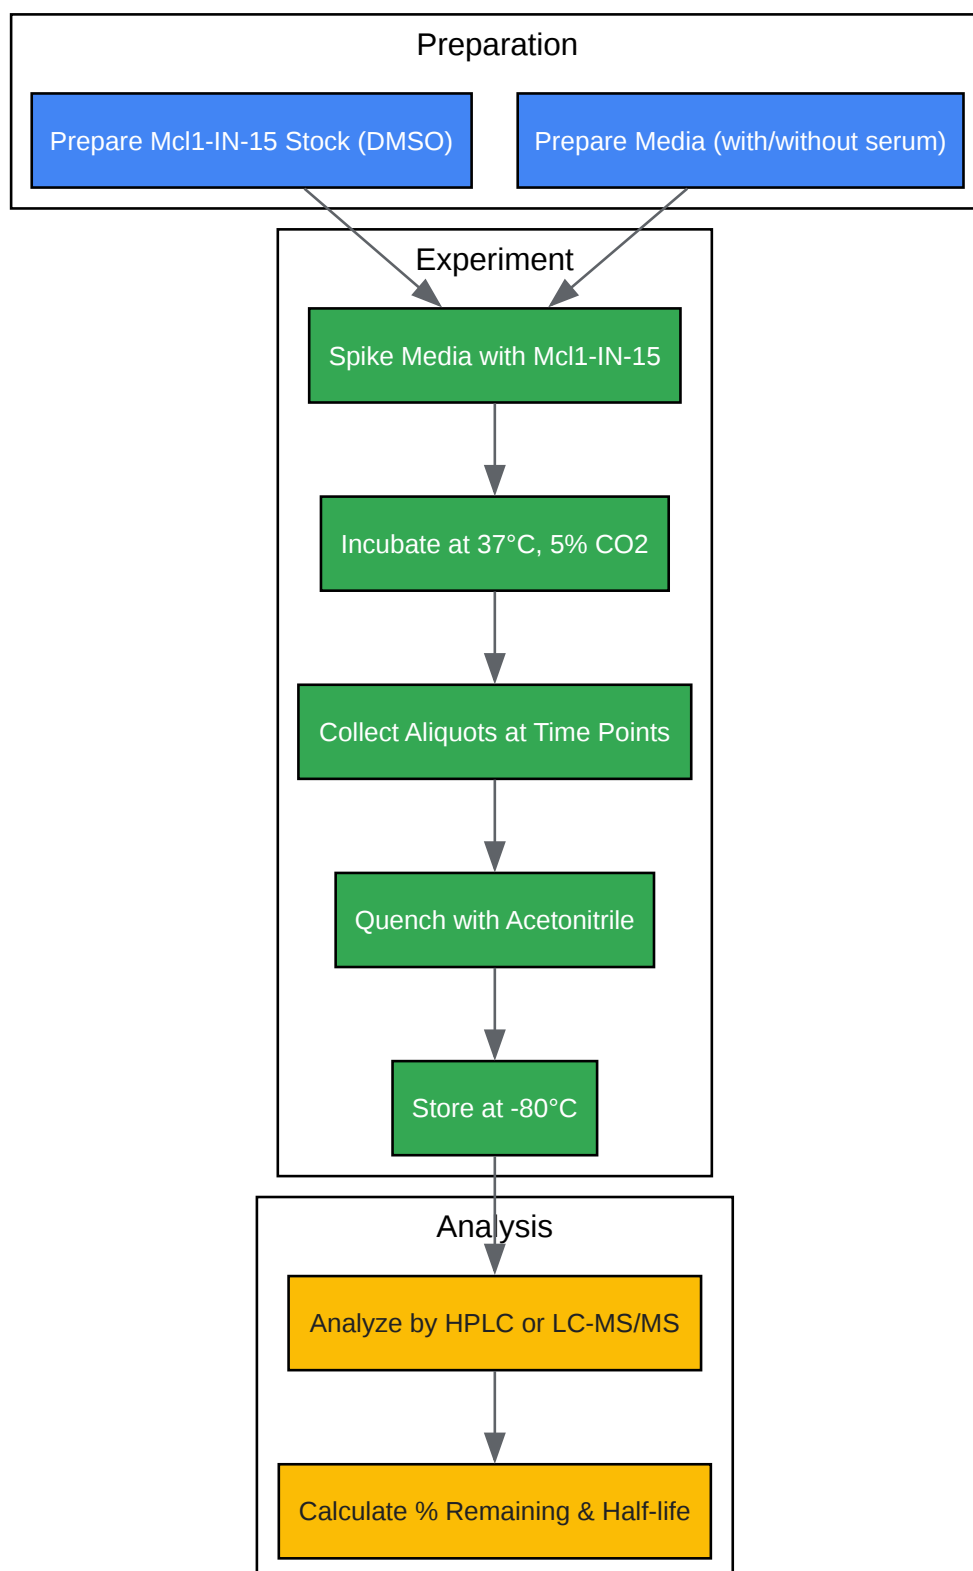 Preparation
Prepare Mcl1-IN-15 Stock (DMSO)
Prepare Media (with/without serum)
Experiment
Spike Media with Mcl1-IN-15
Incubate at 37°C, 5% CO2
Collect Aliquots at Time Points
Quench with Acetonitrile
Store at -80°C
Analysis
Analyze by HPLC or LC-MS/MS
Calculate % Remaining & Half-life